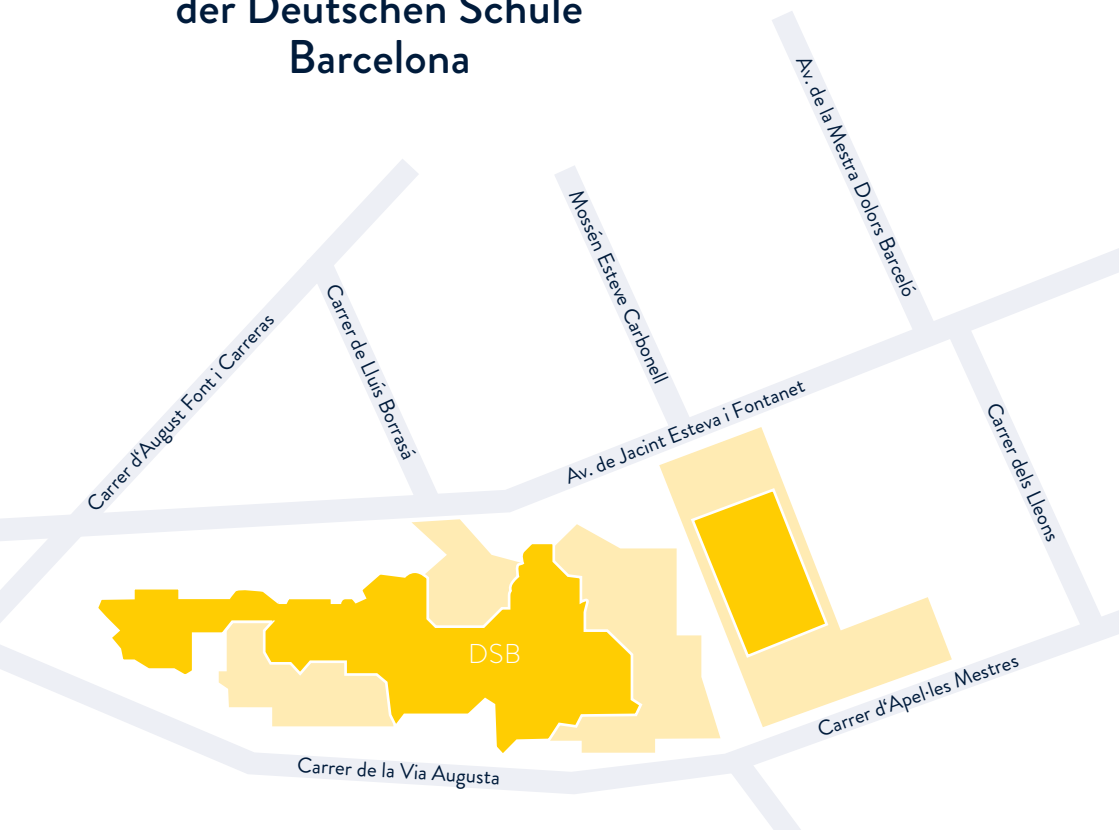 der Deutschen Schule
Barcelona
Av. de la Mestra Dolors Barceló
Mossén Esteve Carbonell
Carrer de Lluís Borrasá
Carrer d'August Font i Carreras
Av. de Jacint Esteva i Fontanet
Carrer dels Lleons
DSB
Carrer d'Apel·les Mestres
Carrer de la Via Augusta